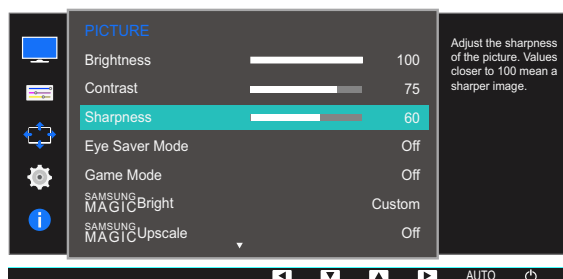 PICTURE
Brightness 100
Contrast 75
Sharpness 60
Eye Saver Mode Off
Game Mode Off
SAMSUNG
MAGICBright Custom
SAMSUNG
MAGICUpscale Off
Adjust the sharpness
of the picture. Values
closer to 100 mean a
sharper image.
AUTO